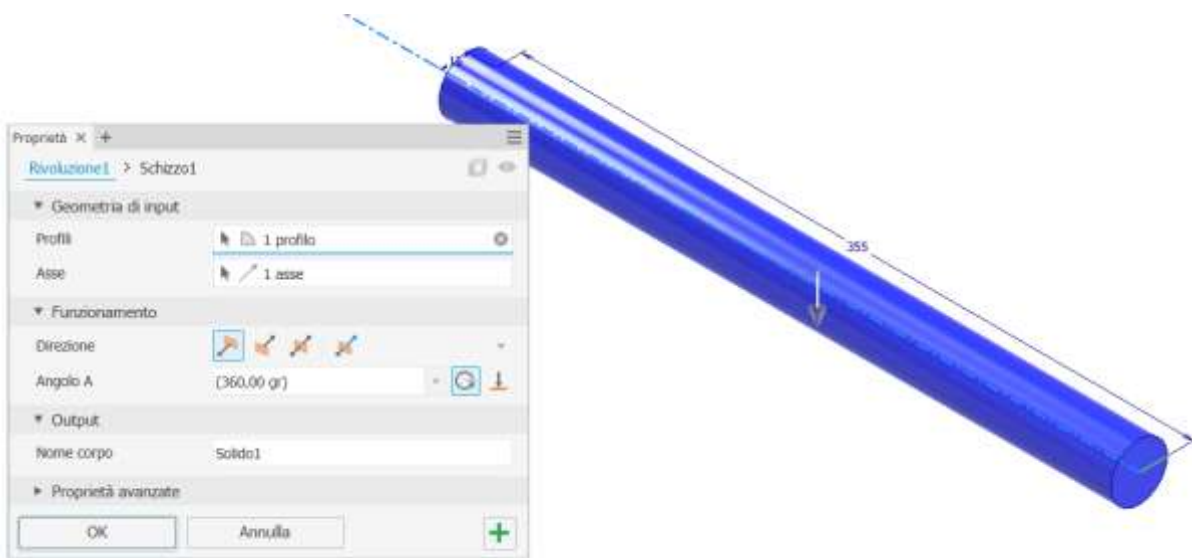 Proprietà × +
Rivoluzione1 > Schizzo1
Geometria di input
Profili 1 profilo
Asse 1 asse
Funzionamento
Direzione
Angolo A (360,00 gr)
Output
Nome corpo Solido1
Proprietà avanzate
OK Annulla
355